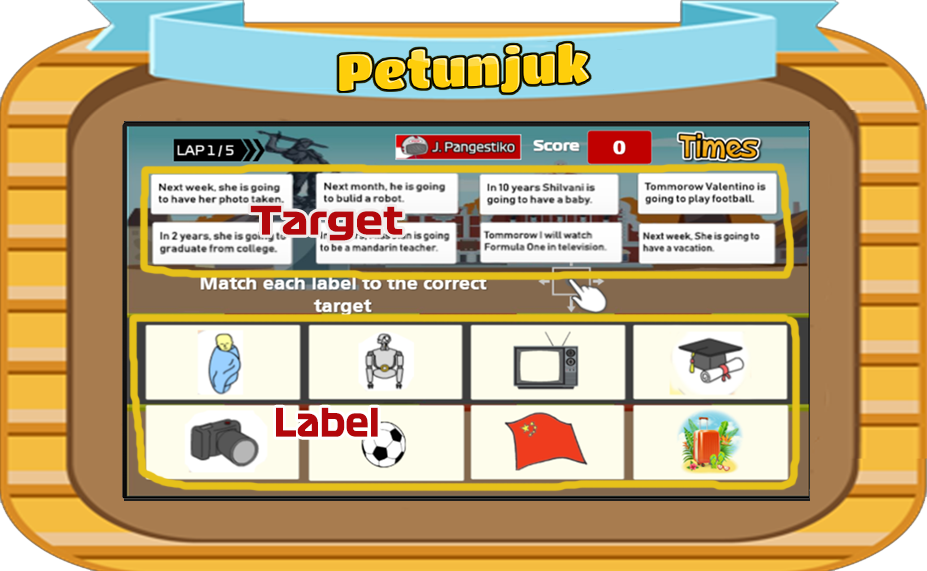 Petunjuk
LAP 1 / 5
J. Pangestiko
Score
0
Times
Next week, she is going
to have her photo taken.
Next month, he is going
to bulid a robot.
In 10 years Shilvani is
going to have a baby.
Tommorow Valentino is
going to play football.
Target
In 2 years, she is going to
graduate from college.
is going
to be a mandarin teacher.
Tommorow I will watch
Formula One in television.
Next week, She is going to
have a vacation.
Match each label to the correct
target
Label